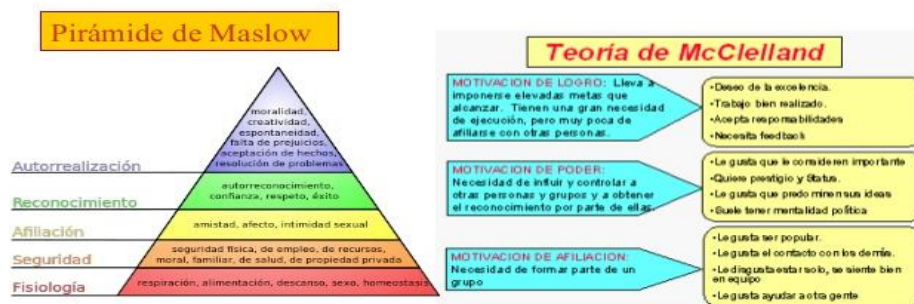 Pirámide de Maslow
moralidad,
creatividad,
espontaneidad,
falta de prejuicios,
aceptación de hechos,
resolución de problemas
Autorrealización
autorreconocimiento,
confianza, respeto, éxito
Reconocimiento
amistad, afecto, intimidad sexual
Afiliación
seguridad física, de empleo, de recursos,
moral, familiar, de salud, de propiedad privada
Seguridad
respiración, alimentación, descanso, sexo, homeostasis
Fisiología
Teoría de McClelland
MOTIVACION DE LOGRO: Lleva a
imponerse elevadas metas que
alcanzar. Tienen una gran necesidad
de ejecución, pero muy poca de
afiliarse con otras personas.
•Deseo de la excelencia.
•Trabajo bien realizado.
•Acepta responsabilidades
•Necesita feedback
MOTIVACION DE PODER:
Necesidad de influir y controlar a
otras personas y grupos y a obtener
el reconocimiento por parte de ellas.
•Le gusta que le consideren importante
•Quiere prestigio y Status.
•Le gusta que predominen sus ideas
•Suele tener mentalidad política
MOTIVACION DE AFILIACION:
Necesidad de formar parte de un
grupo
•Le gusta ser popular.
•Le gusta el contacto con los demás.
•Le disgusta estar solo, se siente bien
en equipo
•Le gusta ayudar a otra gente